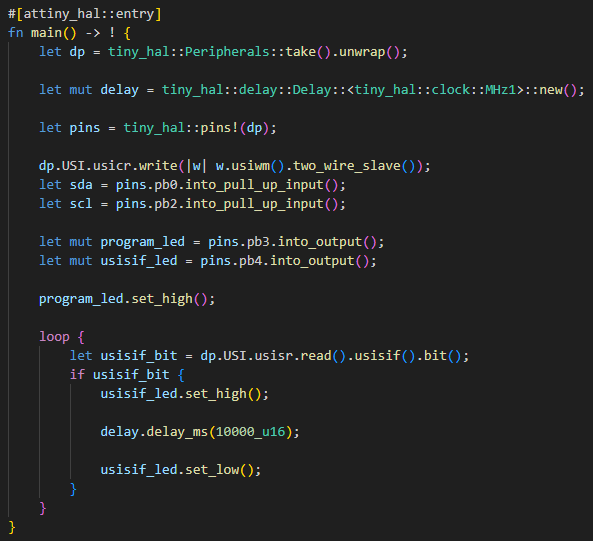 #[attiny_hal::entry]
fn main() -> ! {
    let dp = tiny_hal::Peripherals::take().unwrap();

    let mut delay = tiny_hal::delay::Delay::<tiny_hal::clock::MHz1>::new();

    let pins = tiny_hal::pins!(dp);

    dp.USI.usicr.write(|w| w.usiwm().two_wire_slave());
    let sda = pins.pb0.into_pull_up_input();
    let scl = pins.pb2.into_pull_up_input();

    let mut program_led = pins.pb3.into_output();
    let mut usisif_led = pins.pb4.into_output();

    program_led.set_high();

    loop {
        let usisif_bit = dp.USI.usisr.read().usisif().bit();
        if usisif_bit {
            usisif_led.set_high();

            delay.delay_ms(10000_u16);

            usisif_led.set_low();
        }
    }
}